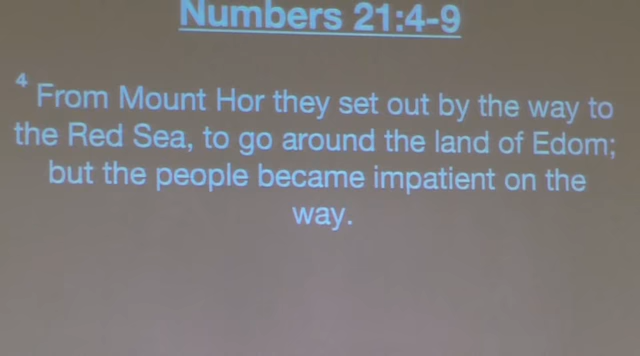 Numbers 21:4-9
4 From Mount Hor they set out by the way to
the Red Sea, to go around the land of Edom;
but the people became impatient on the
way.